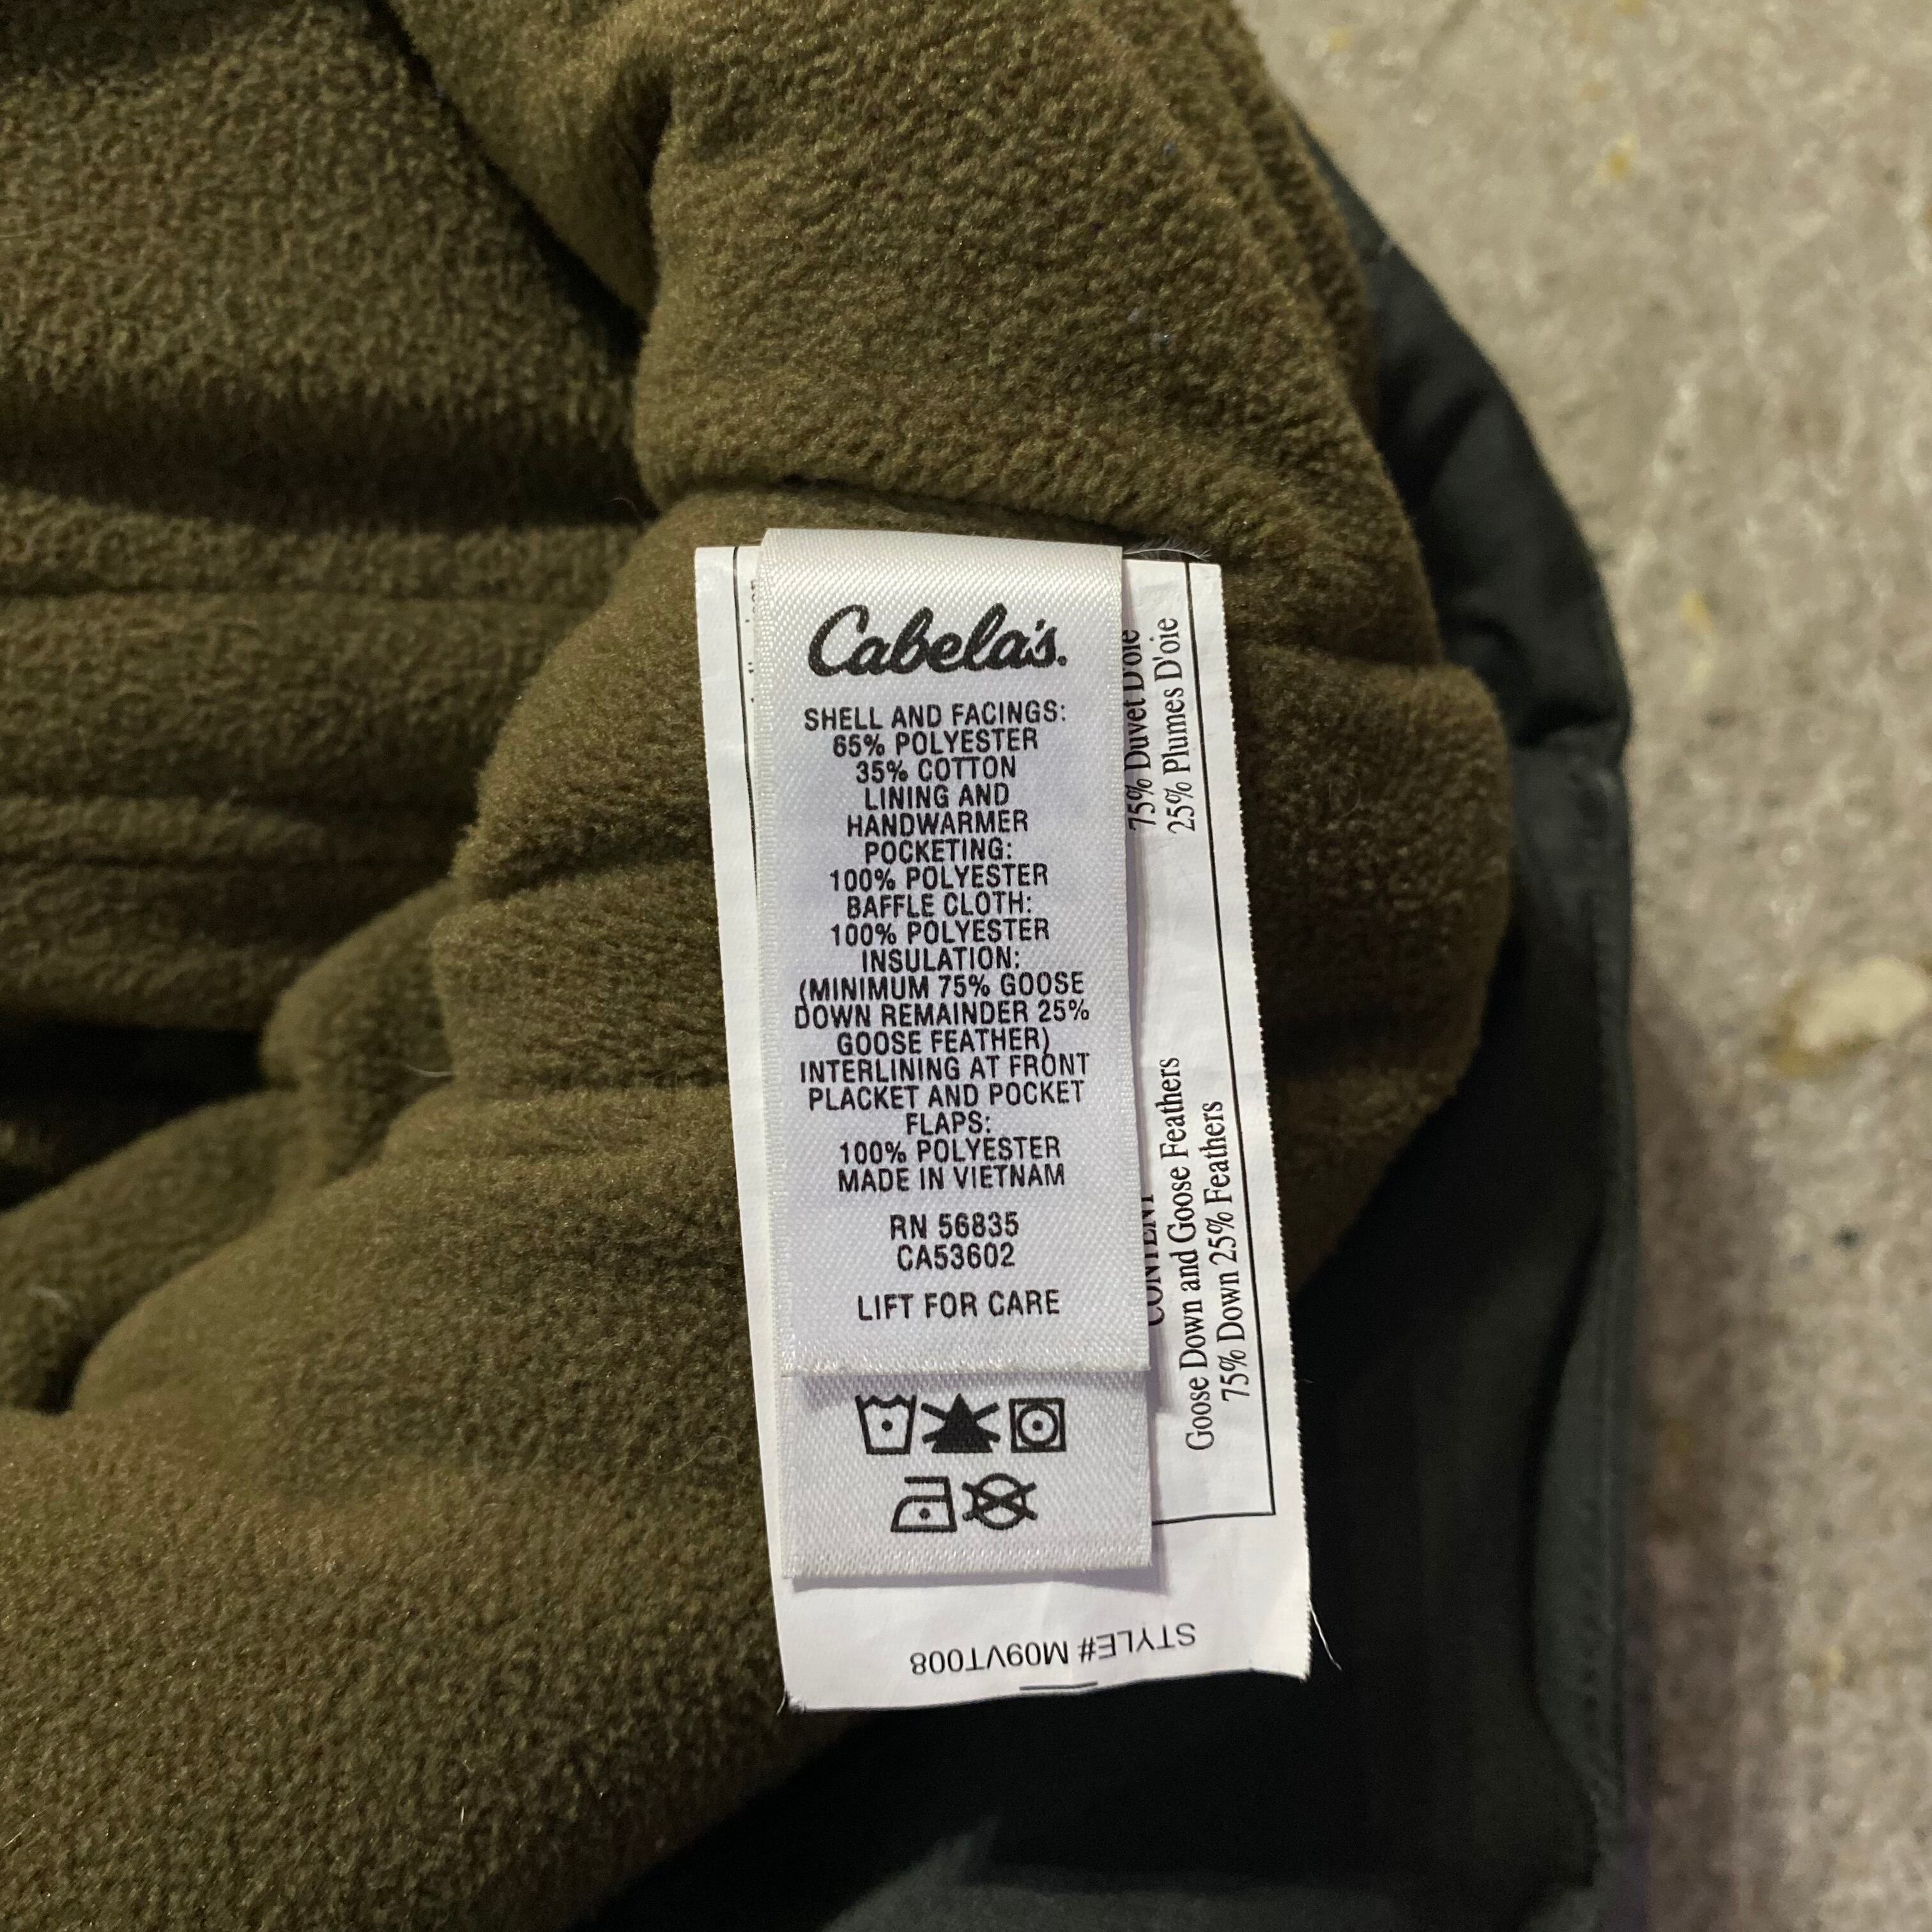 Cabela's.
SHELL AND FACINGS:
65% POLYESTER
35% COTTON
LINING AND
HANDWARMER
POCKETING:
100% POLYESTER
BAFFLE CLOTH:
100% POLYESTER
INSULATION:
(MINIMUM 75% GOOSE
DOWN REMAINDER 25%
GOOSE FEATHER)
INTERLINING AT FRONT
PLACKET AND POCKET
FLAPS:
100% POLYESTER
MADE IN VIETNAM
RN 56835
CA53602
LIFT FOR CARE
75% Duvet D'oie
25% Plumes D'oie
CONTENT
Goose Down and Goose Feathers
75% Down 25% Feathers
STYLE# M09VT008